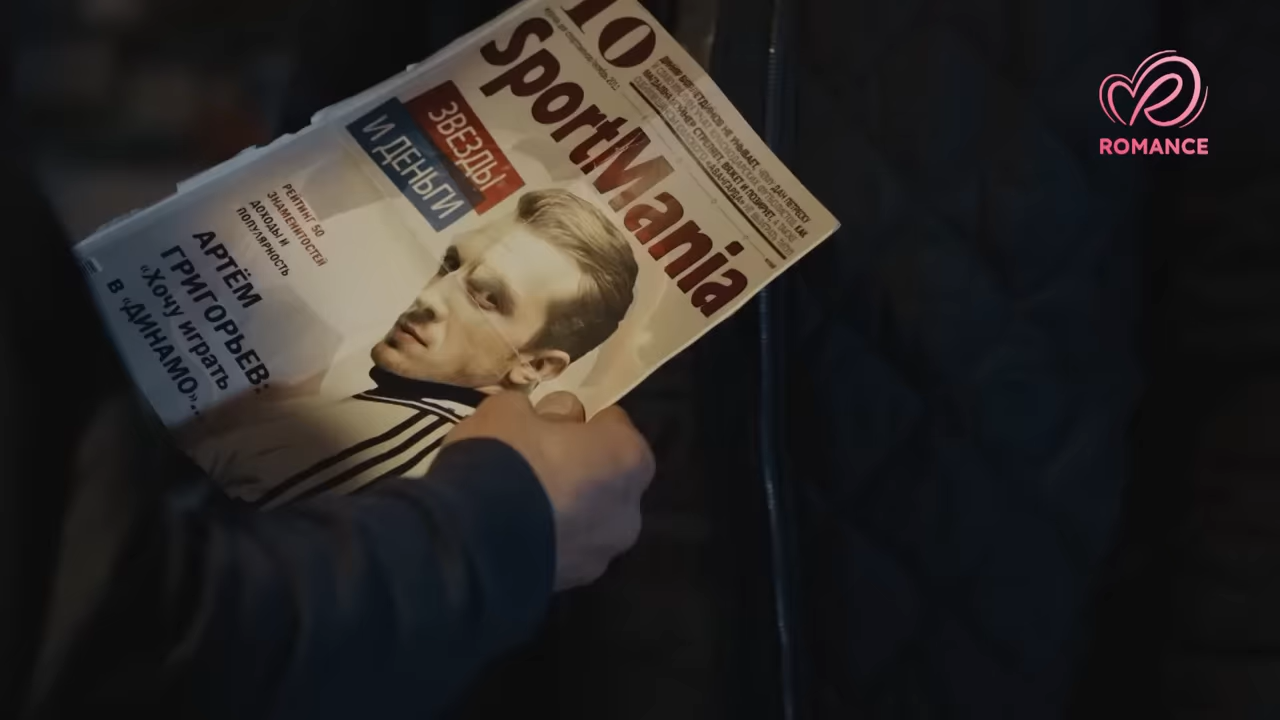 10
SportMania
ЗВЕЗДЫ
И ДЕНЬГИ
РЕЙТИНГ 50
ЗНАМЕНИТОСТЕЙ
ДОХОДЫ И
ПОПУЛЯРНОСТЬ
АРТЁМ
ГРИГОРЬЕВ:
«Хочу играть
в "ДИНАМО"...
ROMANCE